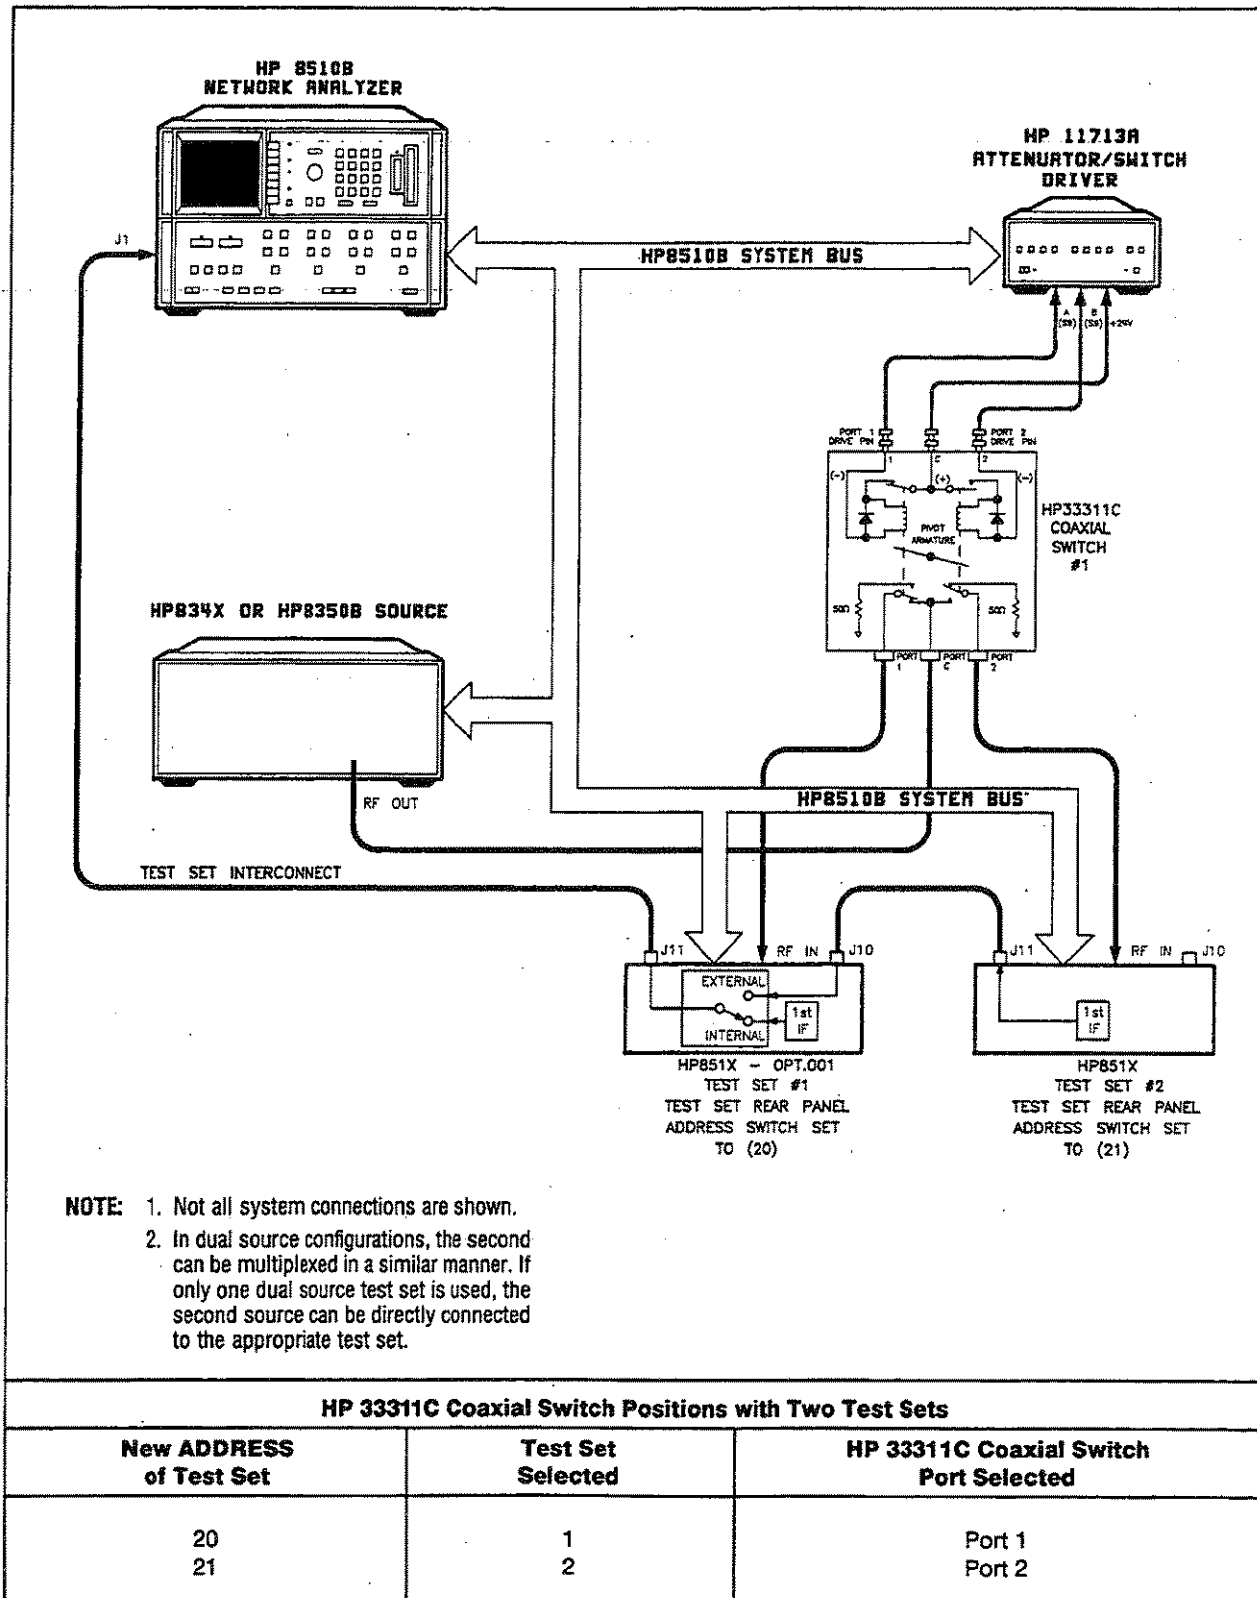 HP 8510B
NETWORK ANALYZER
HP 11713A
ATTENUATOR/SWITCH
DRIVER
J1
HP8510B SYSTEM BUS
A
(S9)
B
(S9)
+24V
PORT 1
DRIVE PIN
PORT 2
DRIVE PIN
1
C
2
(-)
(+)
(-)
PIVOT
ARMATURE
50Ω
50Ω
HP33311C
COAXIAL
SWITCH
#1
PORT
1
PORT
C
PORT
2
HP834X OR HP8350B SOURCE
RF OUT
HP8510B SYSTEM BUS
TEST SET INTERCONNECT
J11
RF IN
J10
J11
RF IN
J10
EXTERNAL
INTERNAL
1st
IF
1st
IF
HP851X - OPT.001
TEST SET #1
TEST SET REAR PANEL
ADDRESS SWITCH SET
TO (20)
HP851X
TEST SET #2
TEST SET REAR PANEL
ADDRESS SWITCH SET
TO (21)
NOTE: 1. Not all system connections are shown.
2. In dual source configurations, the second
can be multiplexed in a similar manner. If
only one dual source test set is used, the
second source can be directly connected
to the appropriate test set.
HP 33311C Coaxial Switch Positions with Two Test Sets
New ADDRESS
of Test Set
Test Set
Selected
HP 33311C Coaxial Switch
Port Selected
20 1 Port 1
21 2 Port 2